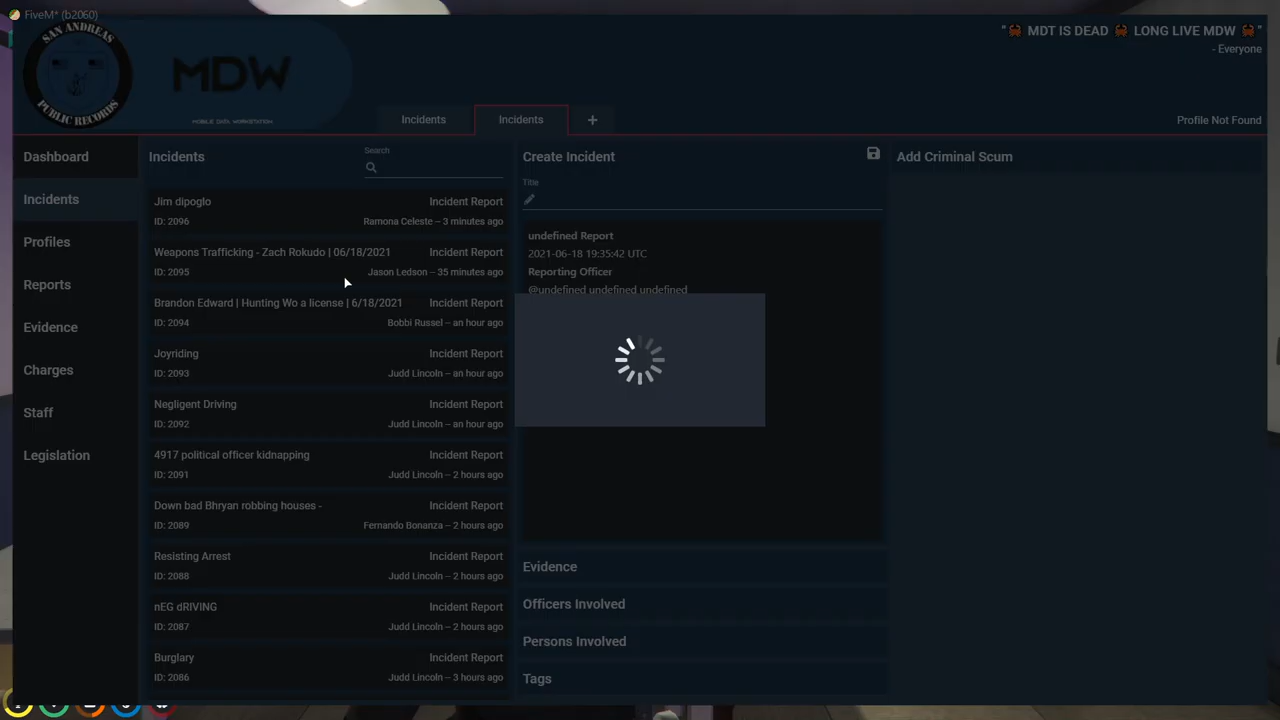 FiveM* (b2060)
SAN ANDREAS
PUBLIC RECORDS
MDW
MOBILE DATA WORKSTATION
" 🦀 MDT IS DEAD 🦀 LONG LIVE MDW 🦀 "
- Everyone
Incidents
Incidents
+
Profile Not Found
Dashboard
Incidents
Profiles
Reports
Evidence
Charges
Staff
Legislation
Incidents
Search
Jim dipoglo Incident Report
ID: 2096 Ramona Celeste – 3 minutes ago
Weapons Trafficking - Zach Rokudo | 06/18/2021 Incident Report
ID: 2095 Jason Ledson – 35 minutes ago
Brandon Edward | Hunting Wo a license | 6/18/2021 Incident Report
ID: 2094 Bobbi Russel – an hour ago
Joyriding Incident Report
ID: 2093 Judd Lincoln – an hour ago
Negligent Driving Incident Report
ID: 2092 Judd Lincoln – an hour ago
4917 political officer kidnapping Incident Report
ID: 2091 Judd Lincoln – 2 hours ago
Down bad Bhryan robbing houses - Incident Report
ID: 2089 Fernando Bonanza – 2 hours ago
Resisting Arrest Incident Report
ID: 2088 Judd Lincoln – 2 hours ago
nEG dRIVING Incident Report
ID: 2087 Judd Lincoln – 2 hours ago
Burglary Incident Report
ID: 2086 Judd Lincoln – 3 hours ago
Create Incident
Title
undefined Report
2021-06-18 19:35:42 UTC
Reporting Officer
@undefined undefined undefined
Evidence
Officers Involved
Persons Involved
Tags
Add Criminal Scum